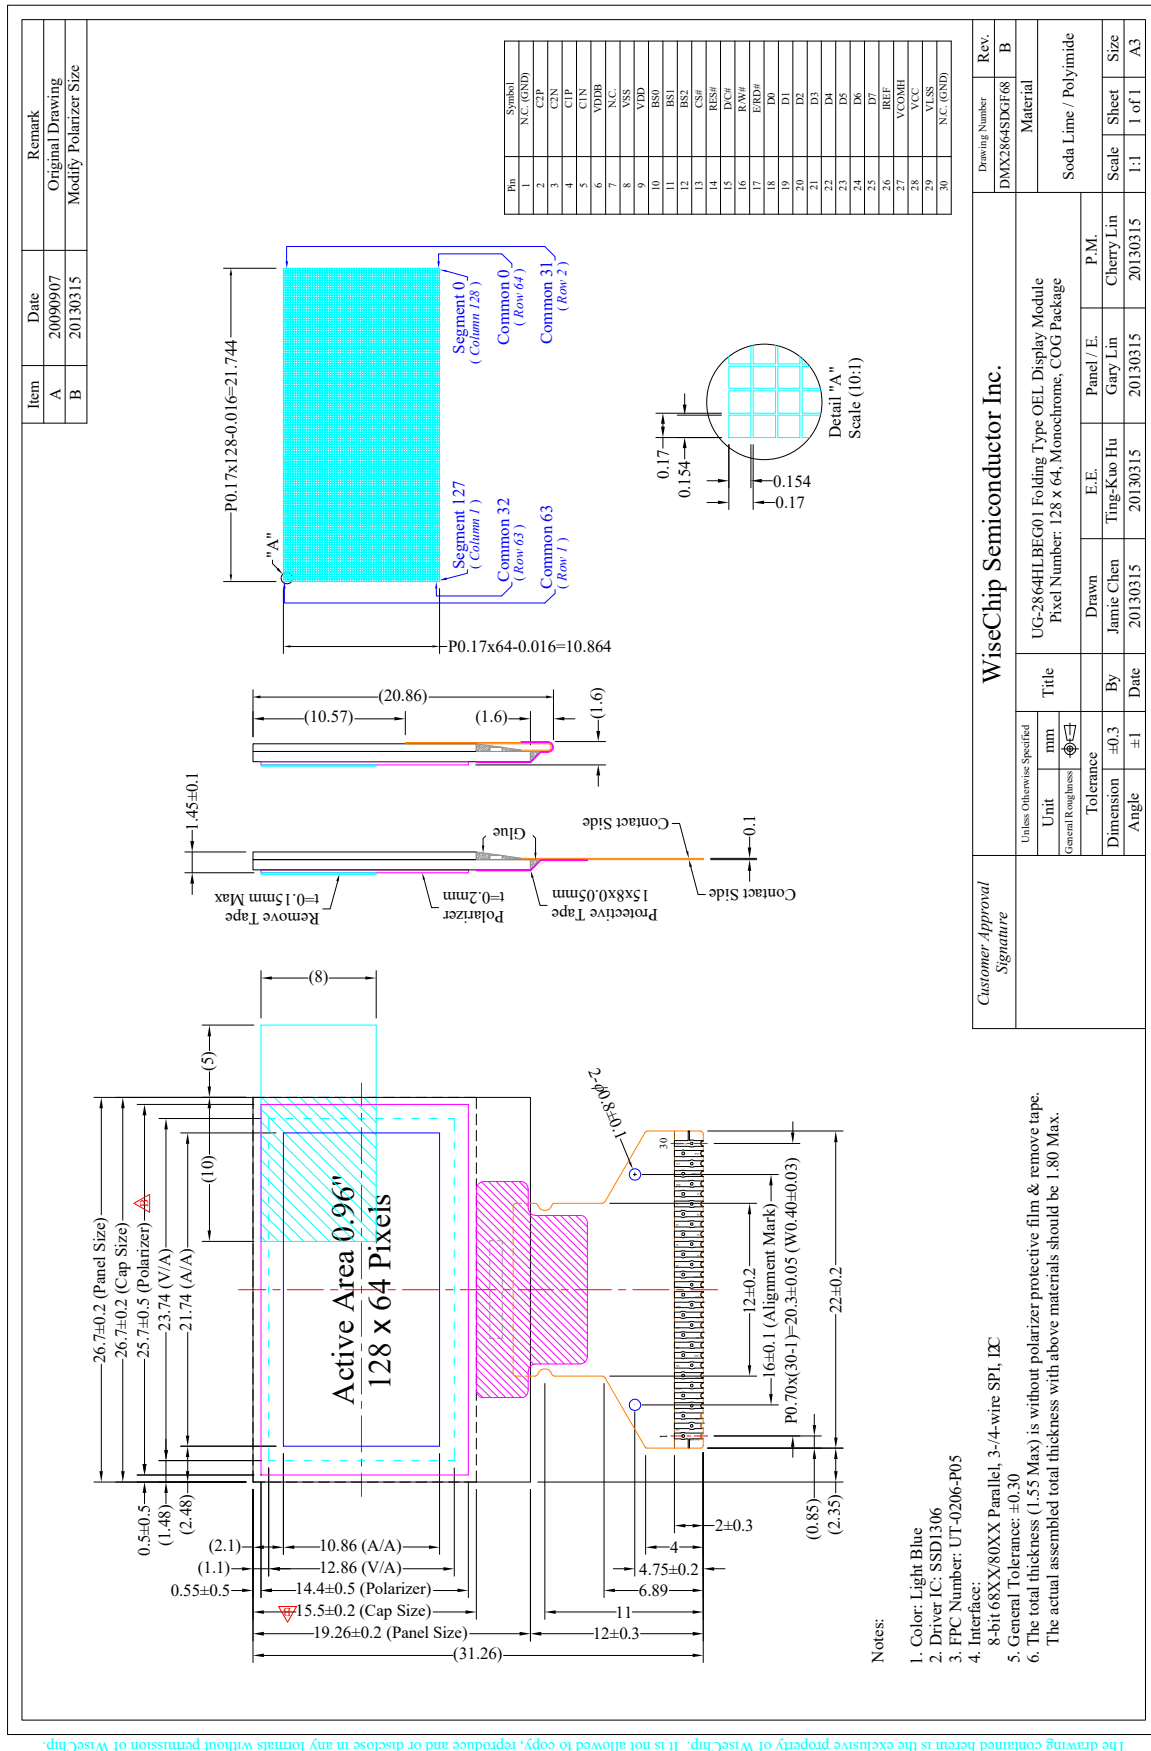 Item Date Remark
A 20090907 Original Drawing
B 20130315 Modify Polarizer Size
26.7±0.2 (Panel Size)
26.7±0.2 (Cap Size)
25.7±0.5 (Polarizer)
23.74 (V/A)
21.74 (A/A)
0.5±0.5
(1.48)
(2.48)
(10)
(5)
(8)
Active Area 0.96"
128 x 64 Pixels
(2.1)
(1.1)
0.55±0.5
10.86 (A/A)
12.86 (V/A)
14.4±0.5 (Polarizer)
15.5±0.2 (Cap Size)
19.26±0.2 (Panel Size)
(31.26)
2±0.3
4
4.75±0.2
6.89
11
12±0.3
1
30
16±0.1 (Alignment Mark)
12±0.2
P0.70x(30-1)=20.3±0.05 (W0.40±0.03)
22±0.2
(0.85)
(2.35)
1.45±0.1
Remove Tape
t=0.15mm Max
Polarizer
t=0.2mm
Protective Tape
15x8x0.05mm
Glue
Contact Side
Contact Side
0.1
(20.86)
(10.57)
(1.6)
(1.6)
P0.17x128-0.016=21.744
P0.17x64-0.016=10.864
"A"
Segment 127
( Column 1 )
Common 32
( Row 63 )
Common 63
( Row 1 )
Segment 0
( Column 128 )
Common 0
( Row 64 )
Common 31
( Row 2 )
0.17
0.154
0.154
0.17
Detail "A"
Scale (10:1)
Pin Symbol
1 N.C. (GND)
2 C2P
3 C2N
4 C1P
5 C1N
6 VDDB
7 N.C.
8 VSS
9 VDD
10 BS0
11 BS1
12 BS2
13 CS#
14 RES#
15 D/C#
16 R/W#
17 E/RD#
18 D0
19 D1
20 D2
21 D3
22 D4
23 D5
24 D6
25 D7
26 IREF
27 VCOMH
28 VCC
29 VLSS
30 N.C. (GND)
Notes:
1. Color: Light Blue
2. Driver IC: SSD1306
3. FPC Number: UT-0206-P05
4. Interface:
8-bit 68XX/80XX Parallel, 3-/4-wire SPI, I2C
5. General Tolerance: ±0.30
6. The total thickness (1.55 Max) is without polarizer protective film & remove tape.
The actual assembled total thickness with above materials should be 1.80 Max.
Customer Approval
Signature
WiseChip Semiconductor Inc.
Drawing Number Rev.
DMX2864SDGF68 B
Unless Otherwise Specified
Unit mm
General Roughness
Tolerance
Dimension ±0.3
Angle ±1
Title
UG-2864HLBEG01 Folding Type OEL Display Module
Pixel Number: 128 x 64, Monochrome, COG Package
Material
Soda Lime / Polyimide
Drawn E.E. Panel / E. P.M.
By Jamie Chen Ting-Kuo Hu Gary Lin Cherry Lin
Date 20130315 20130315 20130315 20130315
Scale Sheet Size
1:1 1 of 1 A3
The drawing contained herein is the exclusive property of WiseChip. It is not allowed to copy, reproduce and or disclose in any formats without permission of WiseChip.